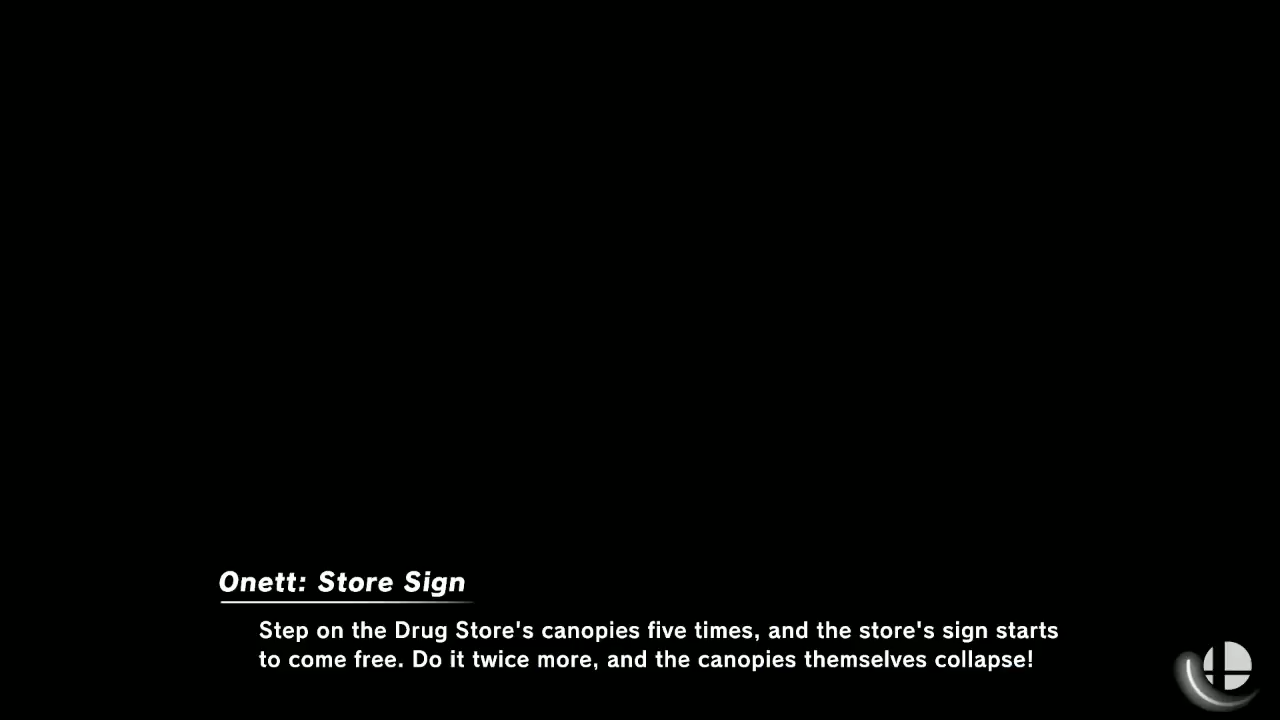 Onett: Store Sign
Step on the Drug Store's canopies five times, and the store's sign starts
to come free. Do it twice more, and the canopies themselves collapse!